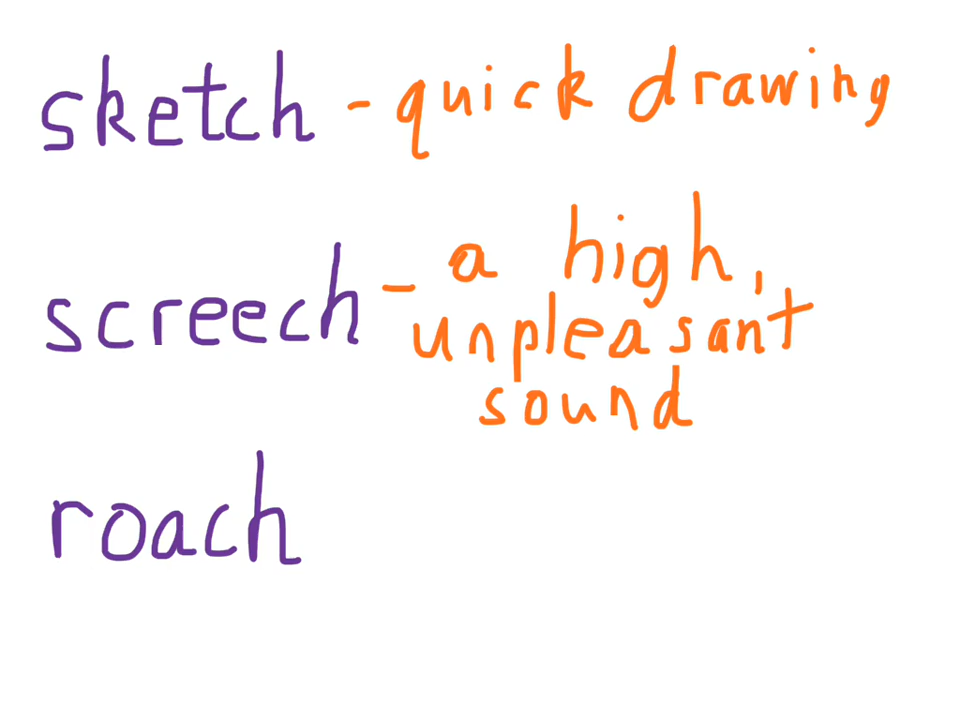 sketch - quick drawing
screech - a high,
unpleasant
sound
roach